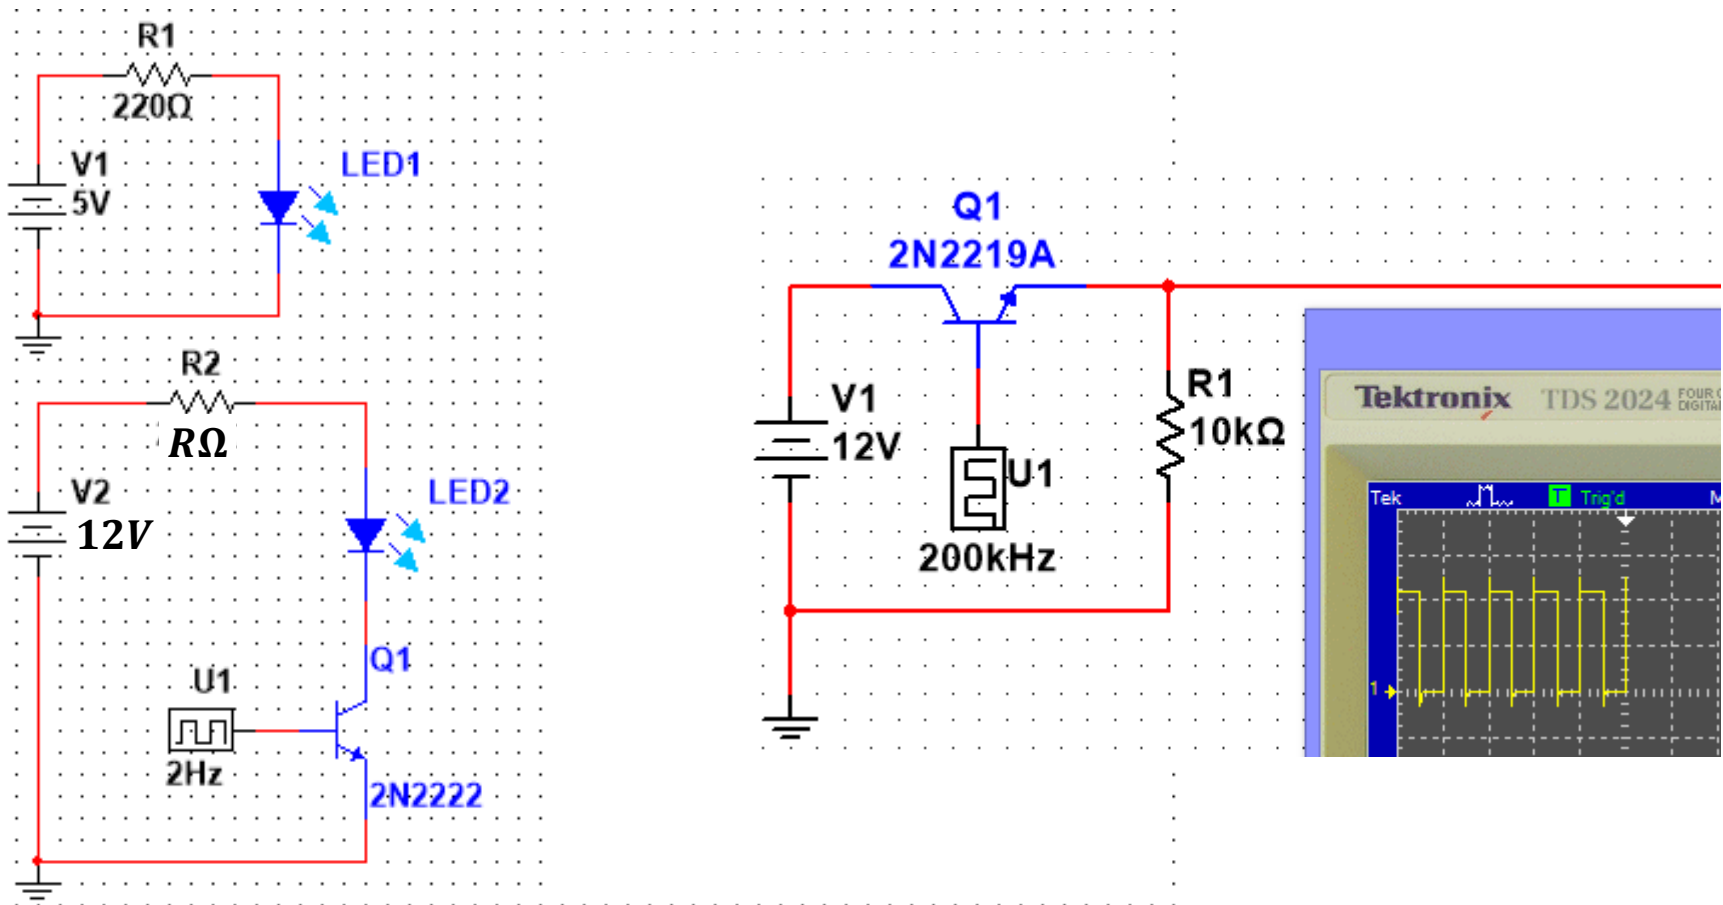 R1
220Ω
V1
5V
LED1
R2
RΩ
V2
12V
LED2
Q1
U1
2Hz
2N2222
Q1
2N2219A
V1
12V
U1
200kHz
R1
10kΩ
Tektronix TDS 2024
Tek T Trig'd M
1